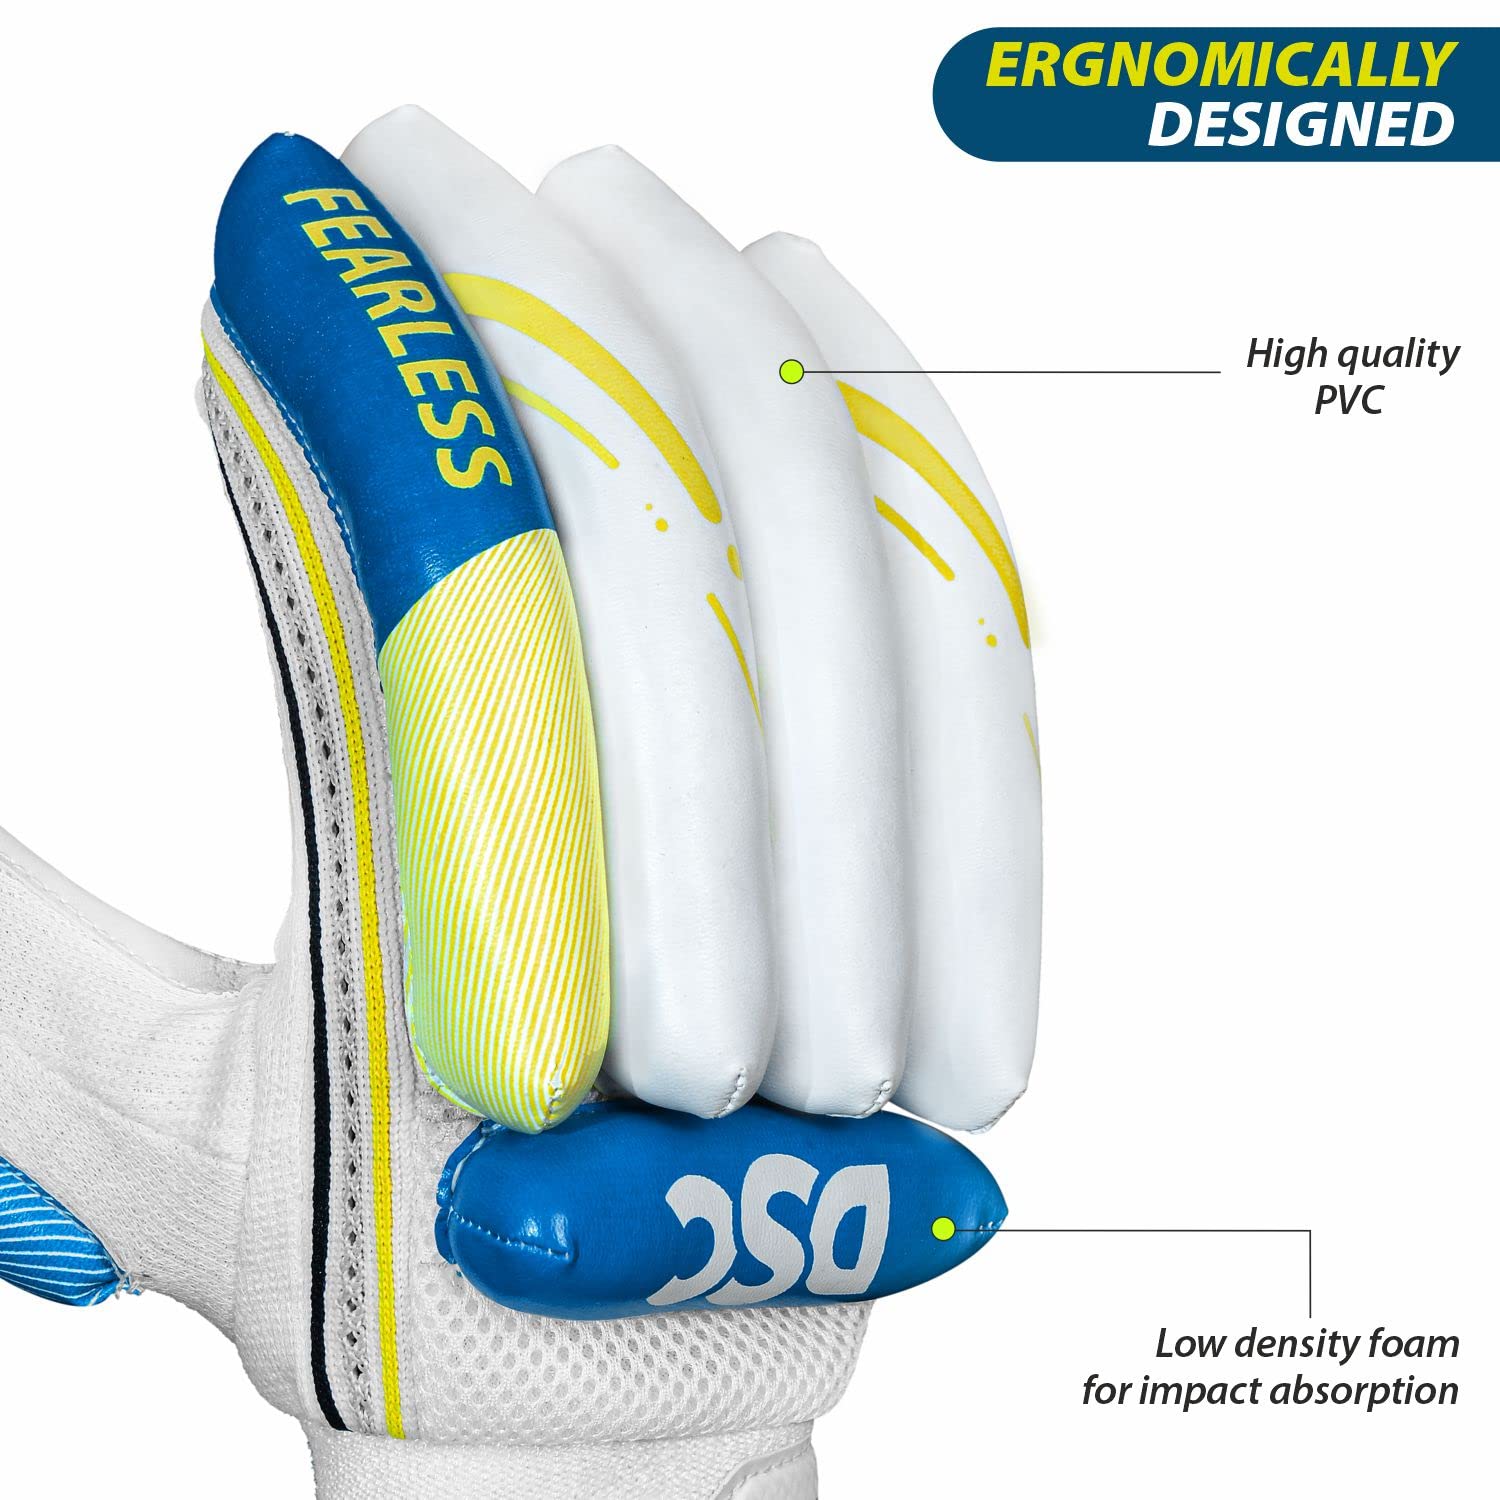 ERGNOMICALLY
DESIGNED
FEARLESS
High quality
PVC
DSC
Low density foam
for impact absorption